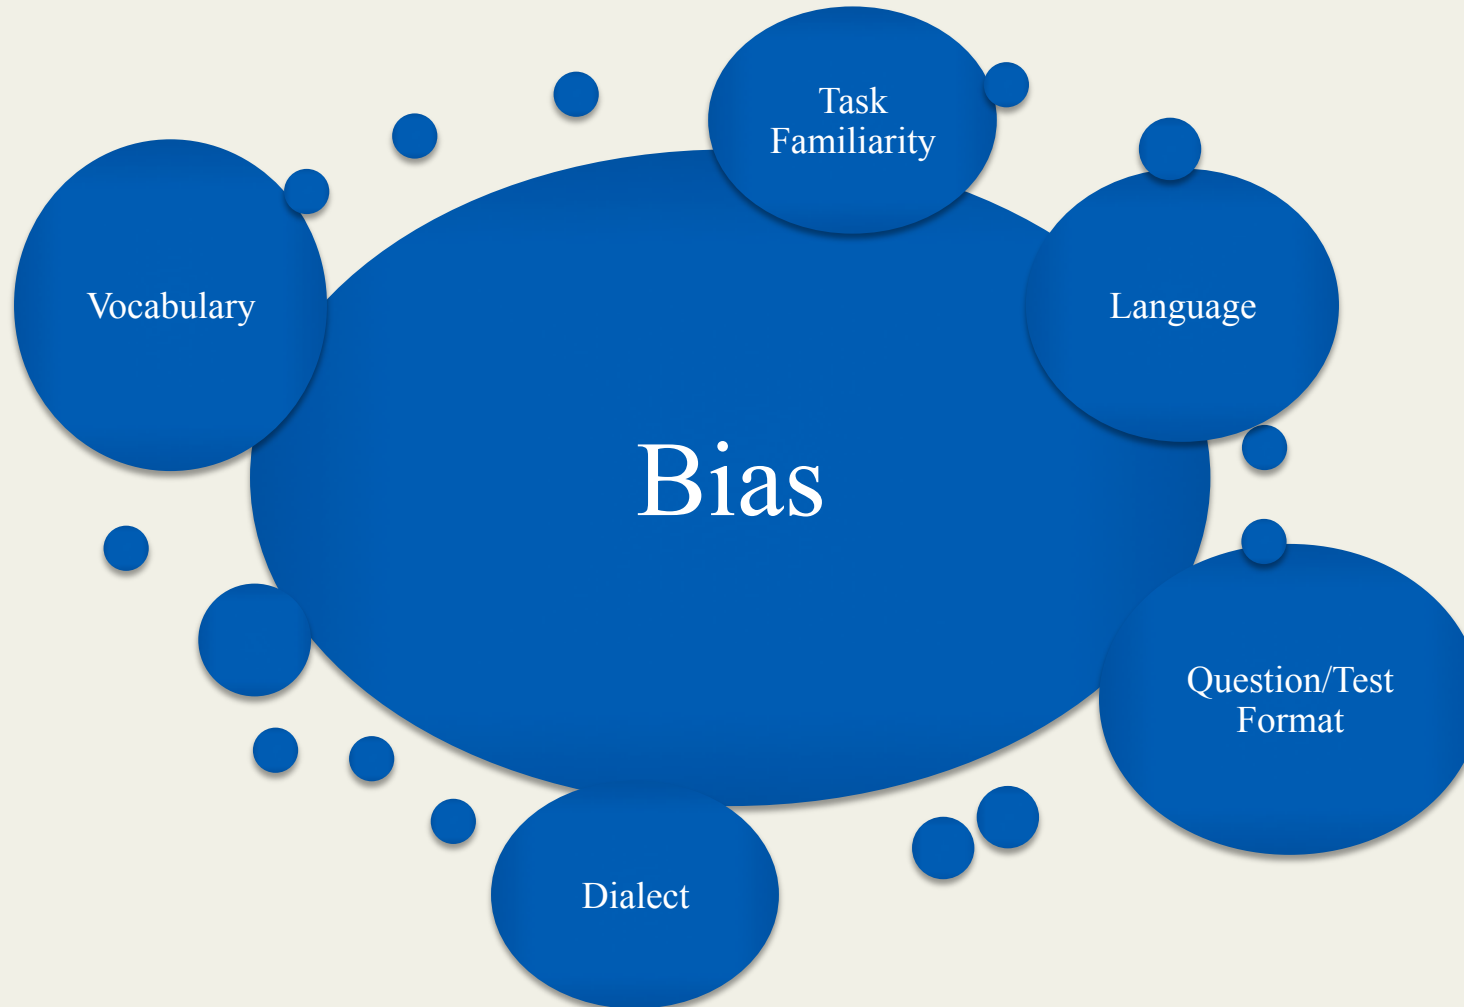 Task
Familiarity
Vocabulary
Language
Bias
Question/Test
Format
Dialect